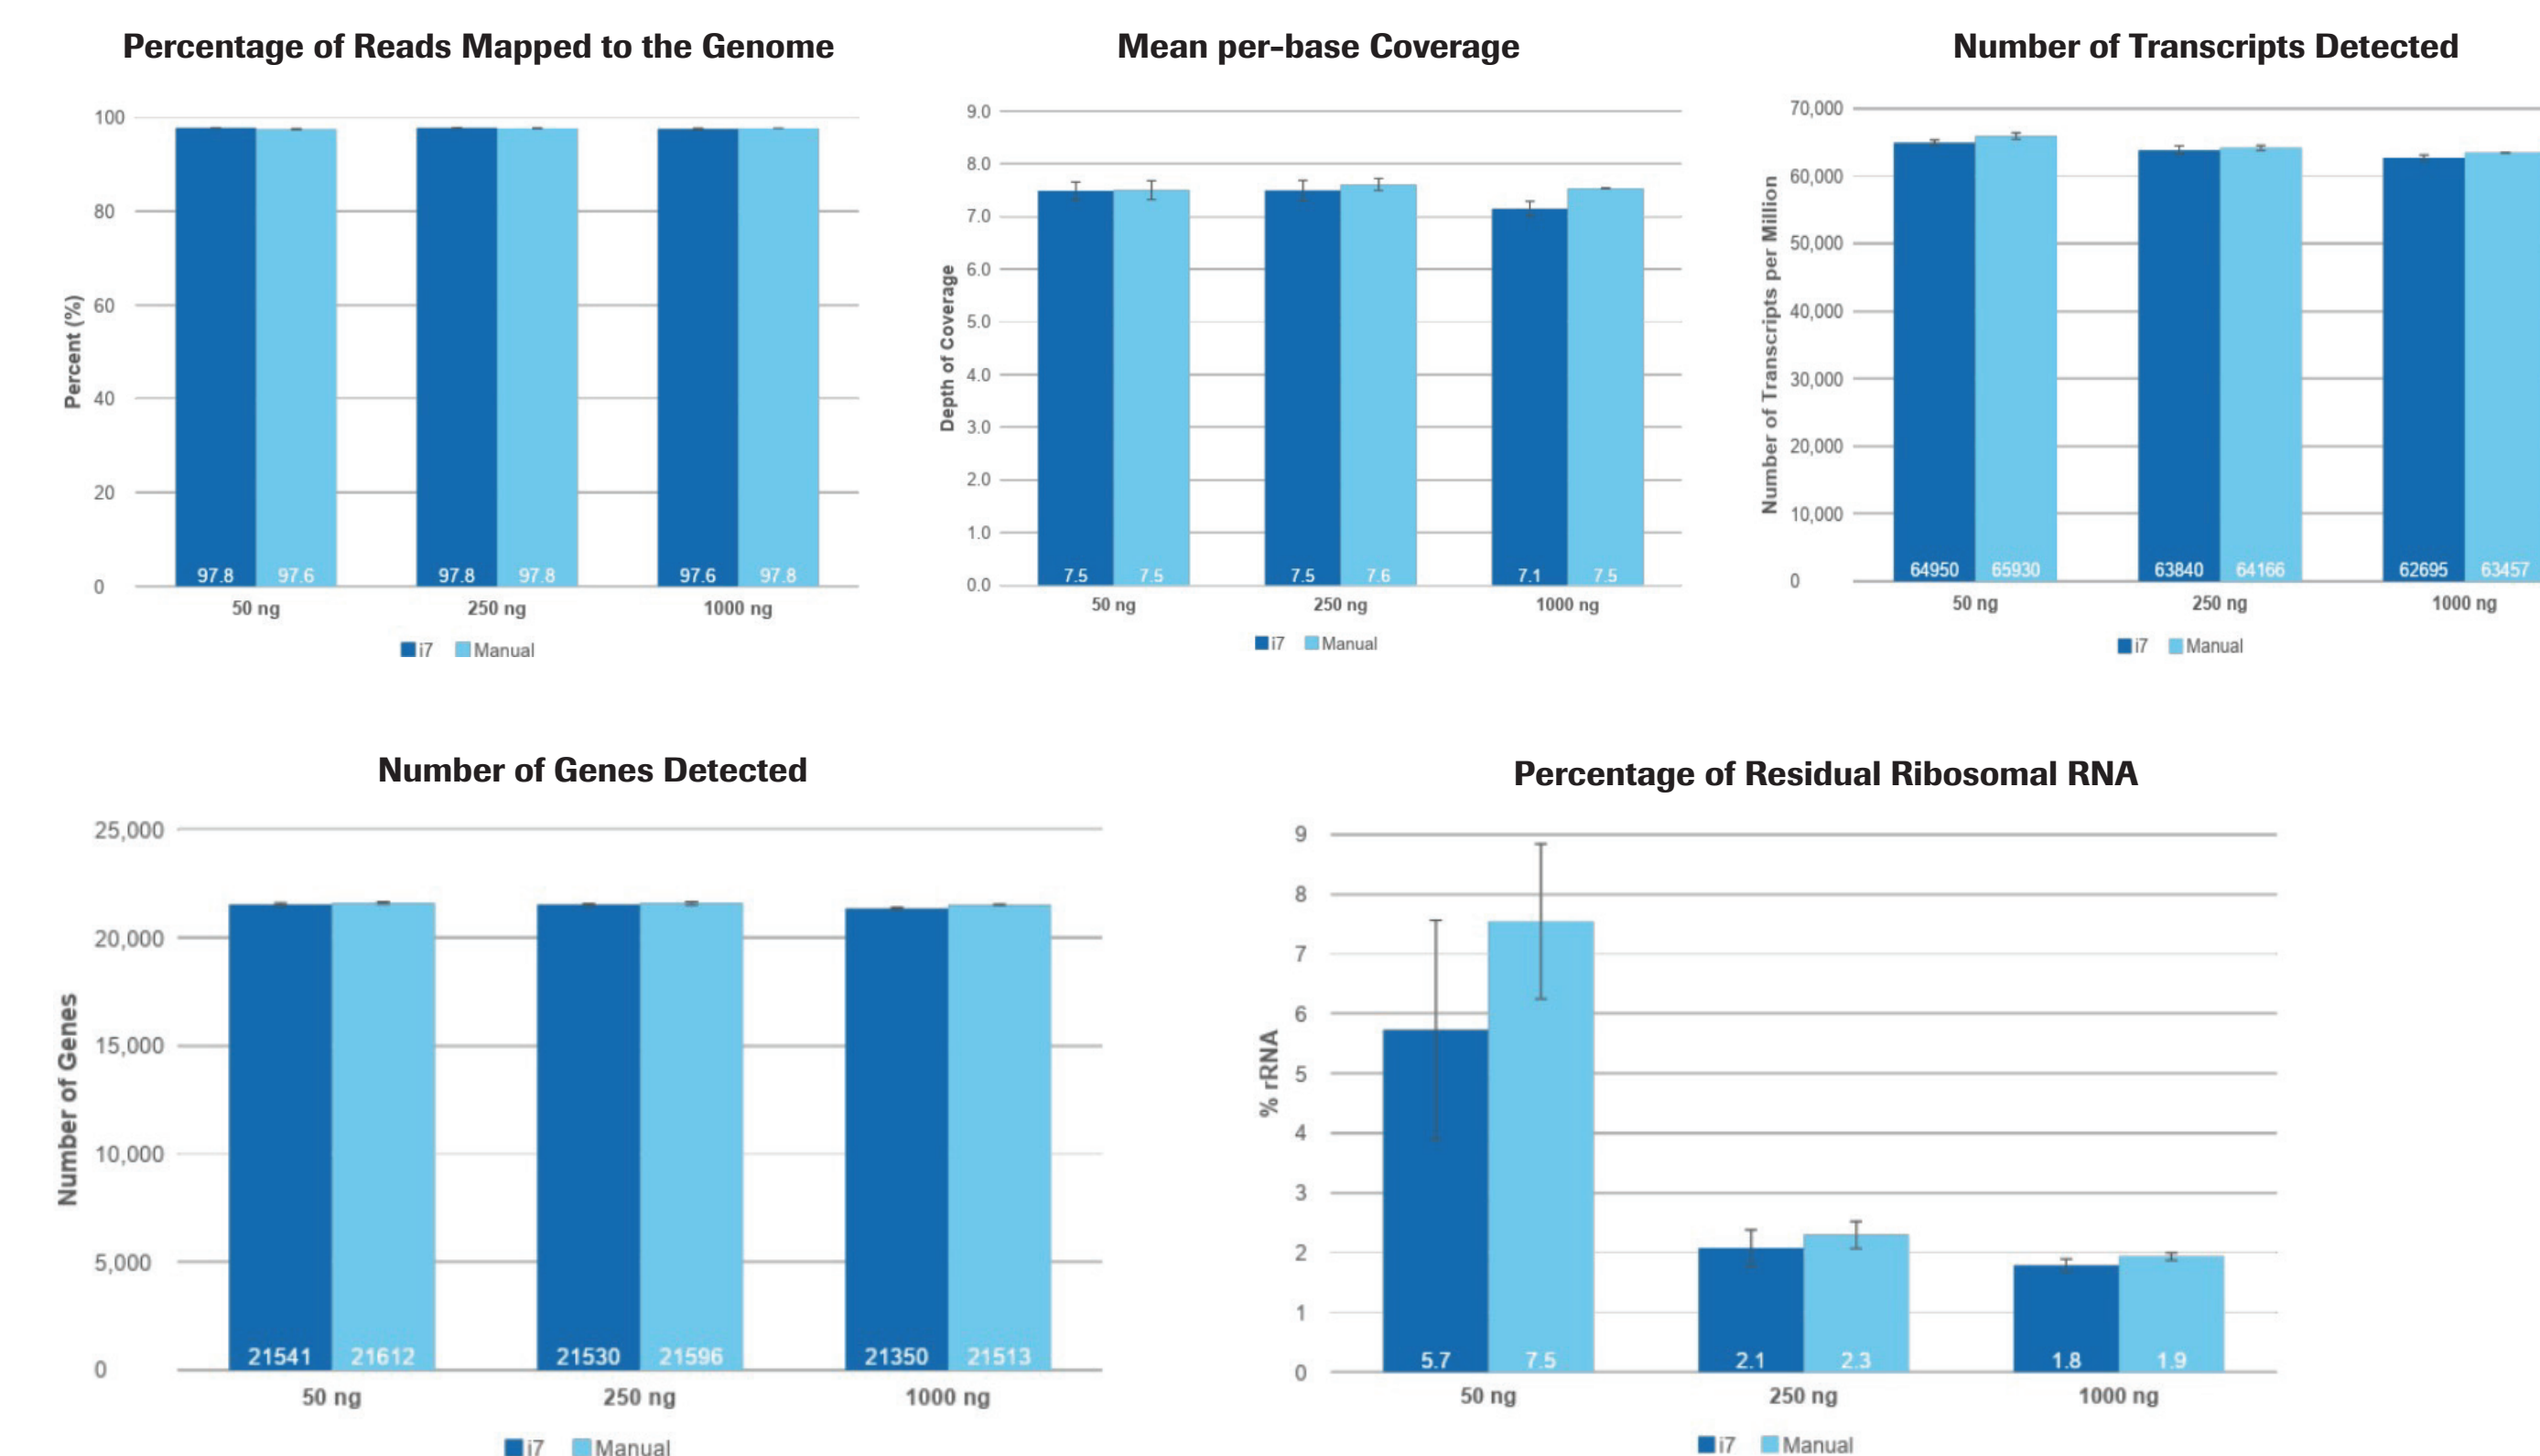 Percentage of Reads Mapped to the Genome
Percent (%)
100
80
60
40
20
0
97.8 97.6 97.8 97.8 97.6 97.8
50 ng 250 ng 1000 ng
i7 Manual
Mean per-base Coverage
Depth of Coverage
9.0
8.0
7.0
6.0
5.0
4.0
3.0
2.0
1.0
0.0
7.5 7.5 7.5 7.6 7.1 7.5
50 ng 250 ng 1000 ng
i7 Manual
Number of Transcripts Detected
Number of Transcripts per Million
70,000
60,000
50,000
40,000
30,000
20,000
10,000
0
64950 65930 63840 64166 62695 63457
50 ng 250 ng 1000 ng
i7 Manual
Number of Genes Detected
Number of Genes
25,000
20,000
15,000
10,000
5,000
0
21541 21612 21530 21596 21350 21513
50 ng 250 ng 1000 ng
i7 Manual
Percentage of Residual Ribosomal RNA
% rRNA
9
8
7
6
5
4
3
2
1
0
5.7 7.5 2.1 2.3 1.8 1.9
50 ng 250 ng 1000 ng
i7 Manual